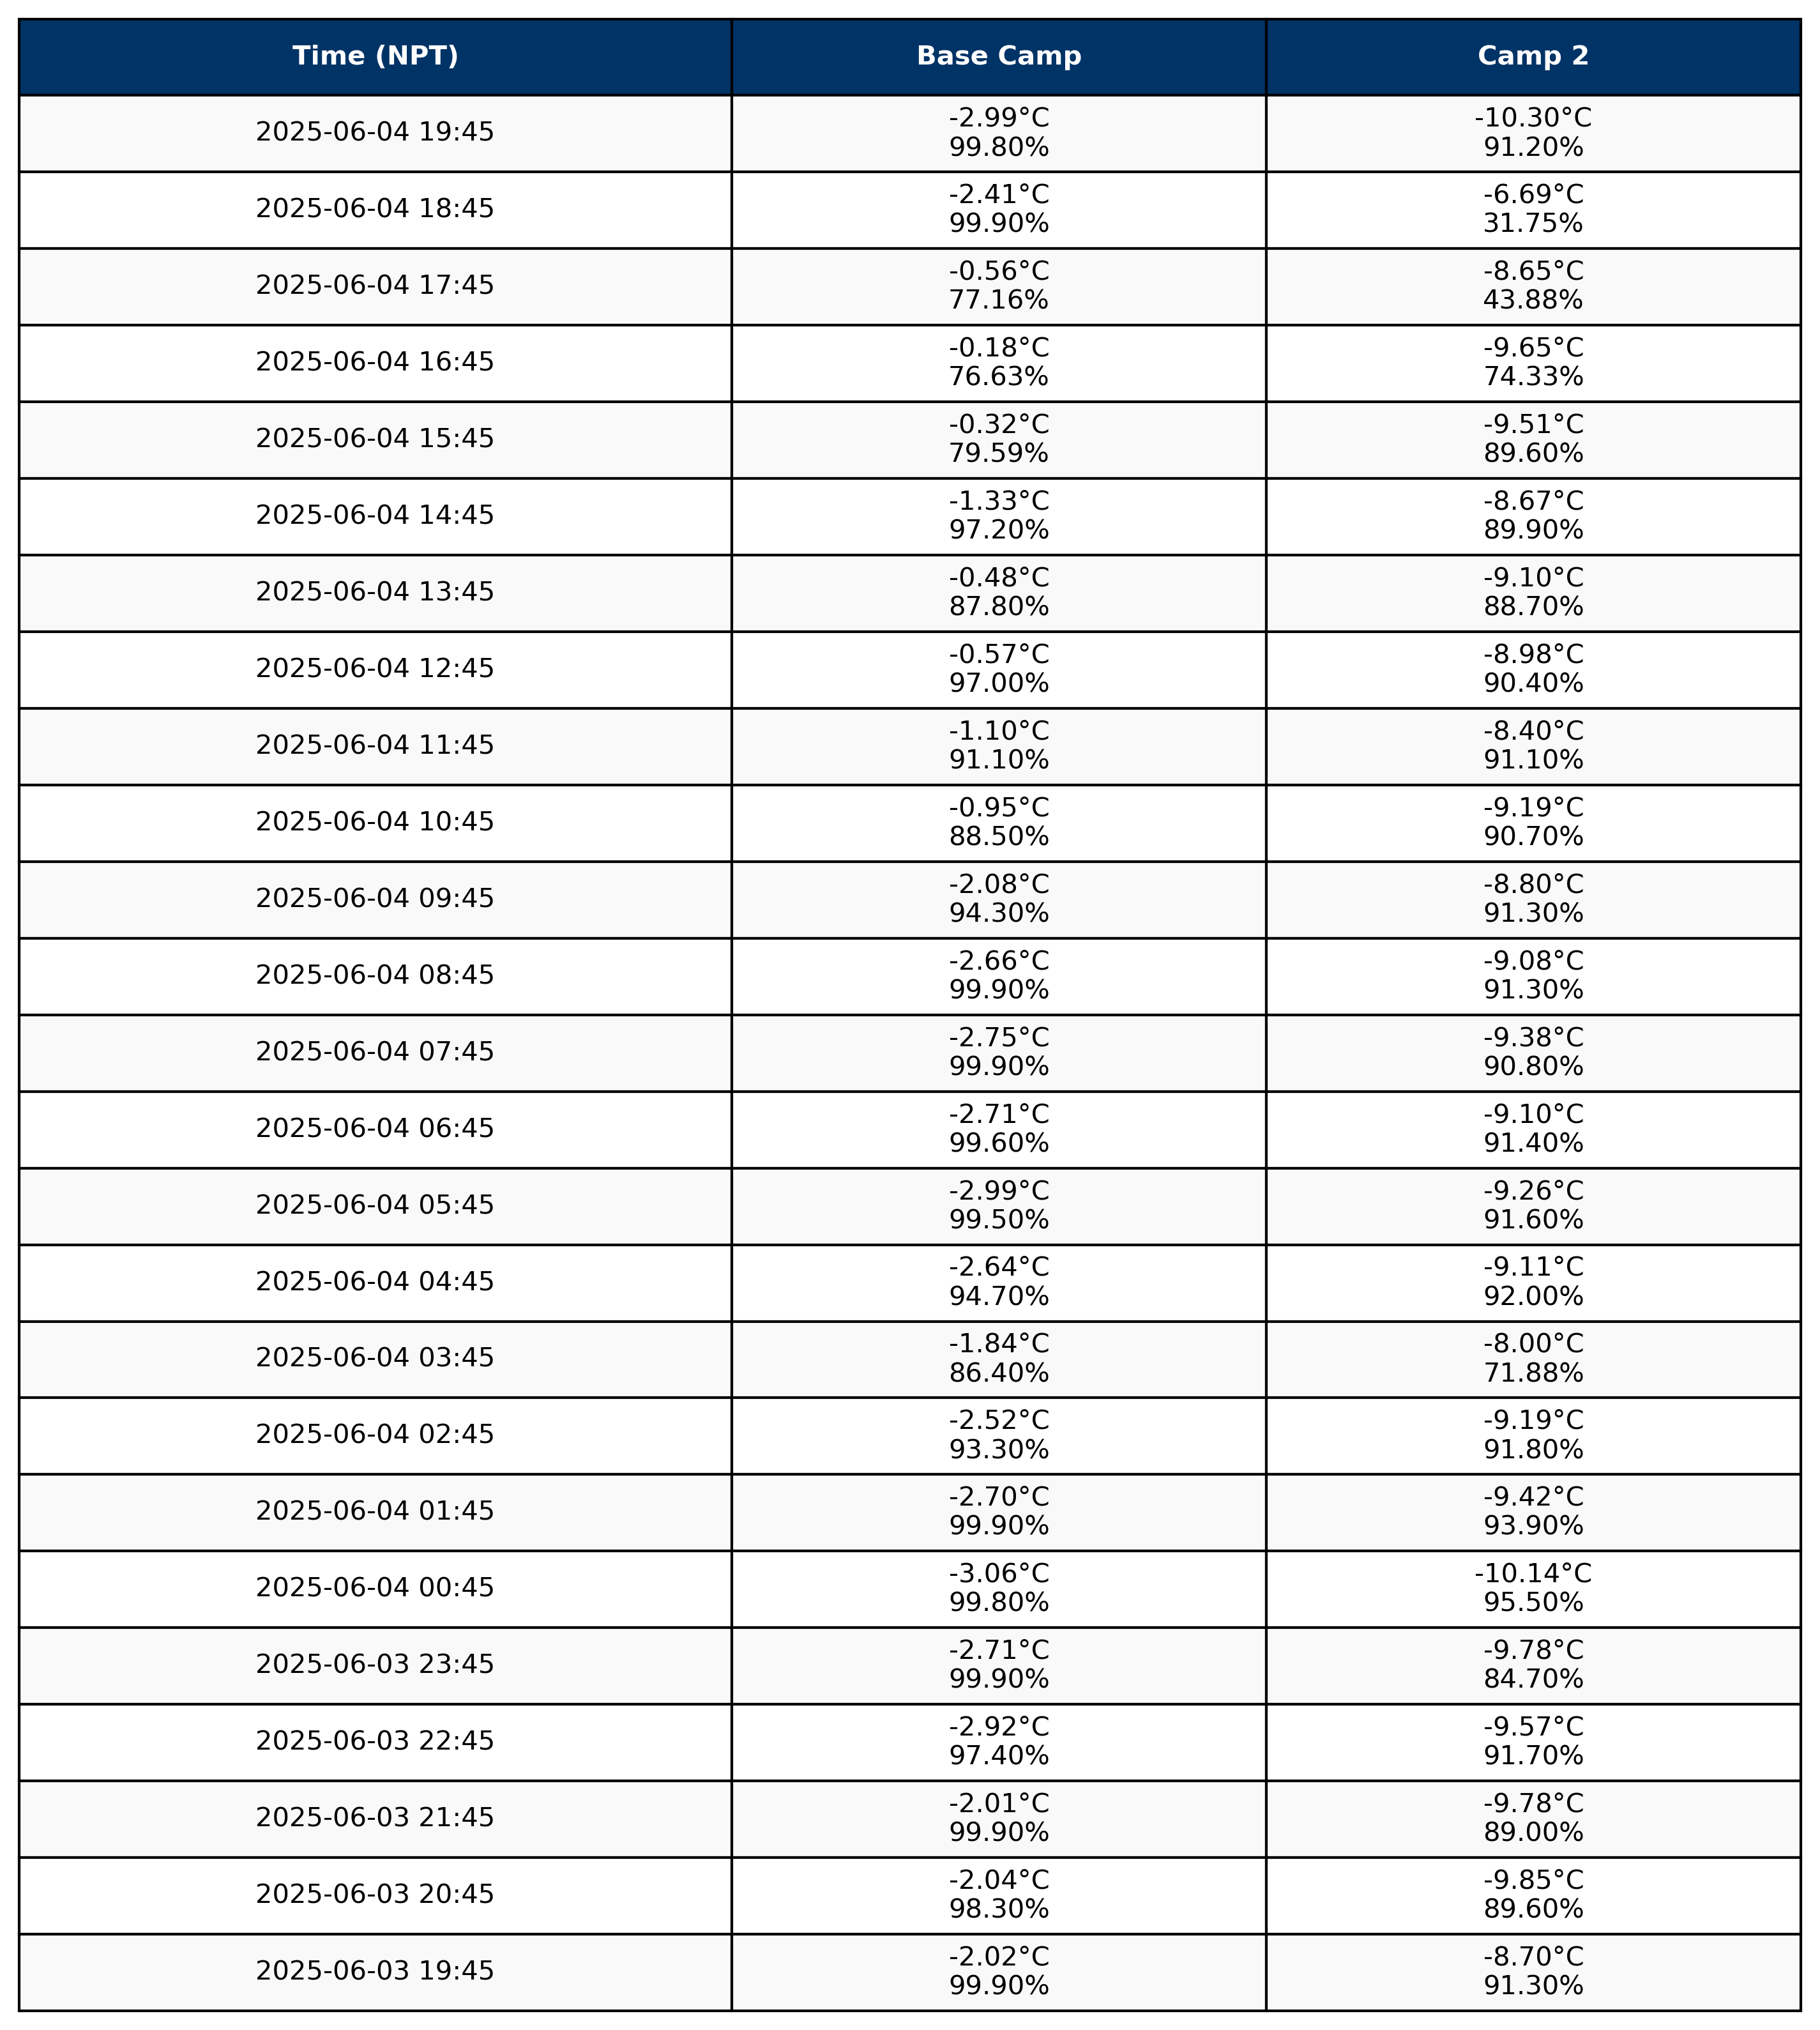 Time (NPT) Base Camp Camp 2
2025-06-04 19:45 -2.99°C -10.30°C
99.80% 91.20%
2025-06-04 18:45 -2.41°C -6.69°C
99.90% 31.75%
2025-06-04 17:45 -0.56°C -8.65°C
77.16% 43.88%
2025-06-04 16:45 -0.18°C -9.65°C
76.63% 74.33%
2025-06-04 15:45 -0.32°C -9.51°C
79.59% 89.60%
2025-06-04 14:45 -1.33°C -8.67°C
97.20% 89.90%
2025-06-04 13:45 -0.48°C -9.10°C
87.80% 88.70%
2025-06-04 12:45 -0.57°C -8.98°C
97.00% 90.40%
2025-06-04 11:45 -1.10°C -8.40°C
91.10% 91.10%
2025-06-04 10:45 -0.95°C -9.19°C
88.50% 90.70%
2025-06-04 09:45 -2.08°C -8.80°C
94.30% 91.30%
2025-06-04 08:45 -2.66°C -9.08°C
99.90% 91.30%
2025-06-04 07:45 -2.75°C -9.38°C
99.90% 90.80%
2025-06-04 06:45 -2.71°C -9.10°C
99.60% 91.40%
2025-06-04 05:45 -2.99°C -9.26°C
99.50% 91.60%
2025-06-04 04:45 -2.64°C -9.11°C
94.70% 92.00%
2025-06-04 03:45 -1.84°C -8.00°C
86.40% 71.88%
2025-06-04 02:45 -2.52°C -9.19°C
93.30% 91.80%
2025-06-04 01:45 -2.70°C -9.42°C
99.90% 93.90%
2025-06-04 00:45 -3.06°C -10.14°C
99.80% 95.50%
2025-06-03 23:45 -2.71°C -9.78°C
99.90% 84.70%
2025-06-03 22:45 -2.92°C -9.57°C
97.40% 91.70%
2025-06-03 21:45 -2.01°C -9.78°C
99.90% 89.00%
2025-06-03 20:45 -2.04°C -9.85°C
98.30% 89.60%
2025-06-03 19:45 -2.02°C -8.70°C
99.90% 91.30%